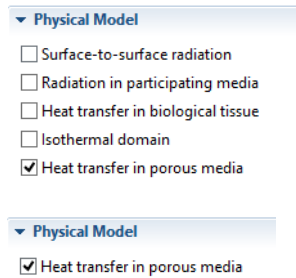 Physical Model
Surface-to-surface radiation
Radiation in participating media
Heat transfer in biological tissue
Isothermal domain
Heat transfer in porous media
Physical Model
Heat transfer in porous media